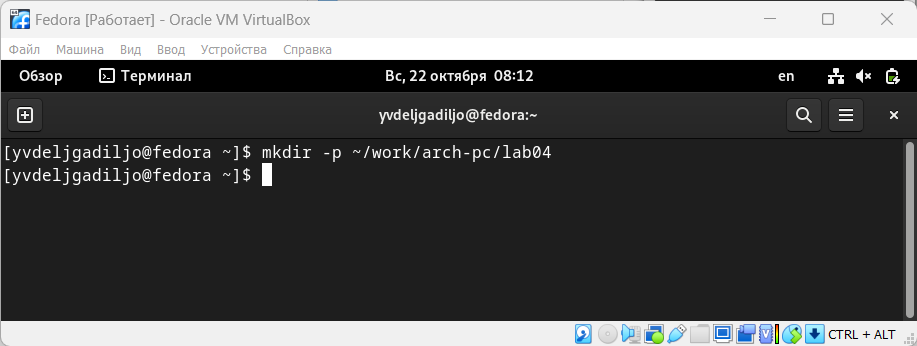 Fedora [Работает] - Oracle VM VirtualBox
Файл Машина Вид Ввод Устройства Справка
Обзор Терминал Вс, 22 октября 08:12 en
yvdeljgadiljo@fedora:~
[yvdeljgadiljo@fedora ~]$ mkdir -p ~/work/arch-pc/lab04
[yvdeljgadiljo@fedora ~]$
CTRL + ALT